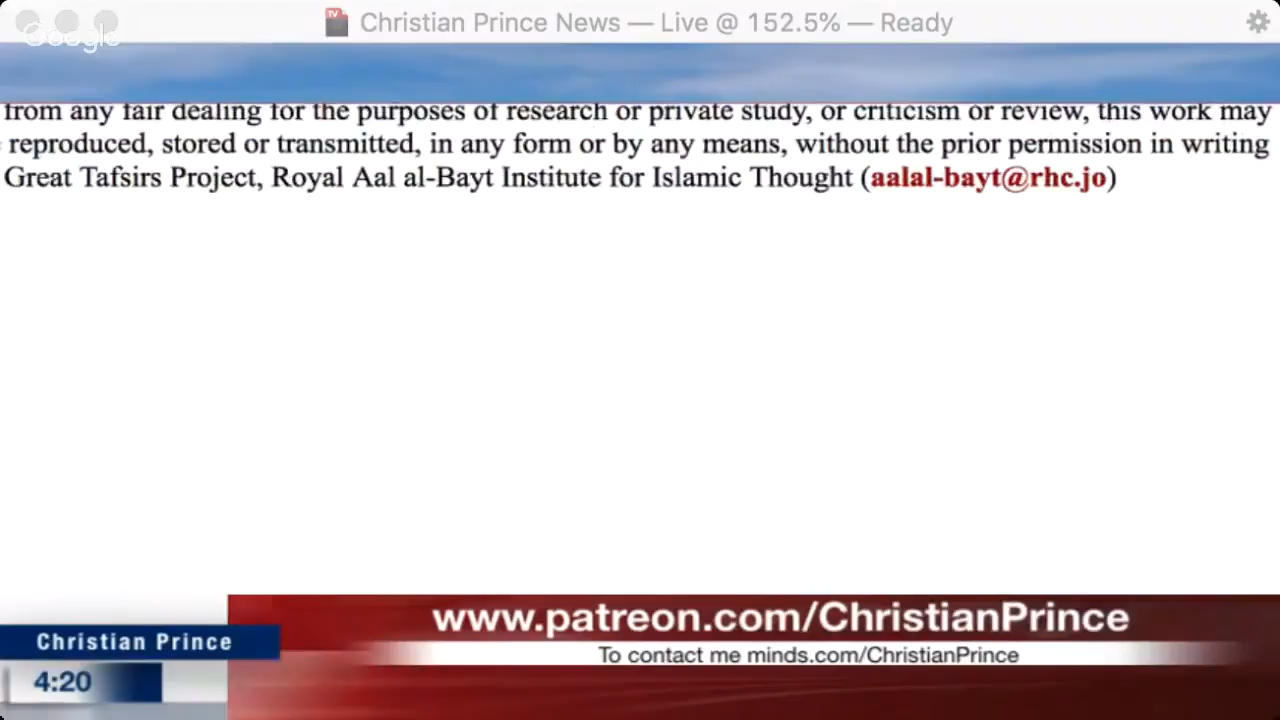 Christian Prince News — Live @ 152.5% — Ready
Google
from any fair dealing for the purposes of research or private study, or criticism or review, this work may
reproduced, stored or transmitted, in any form or by any means, without the prior permission in writing
Great Tafsirs Project, Royal Aal al-Bayt Institute for Islamic Thought (aalal-bayt@rhc.jo)
www.patreon.com/ChristianPrince
Christian Prince
To contact me minds.com/ChristianPrince
4:20